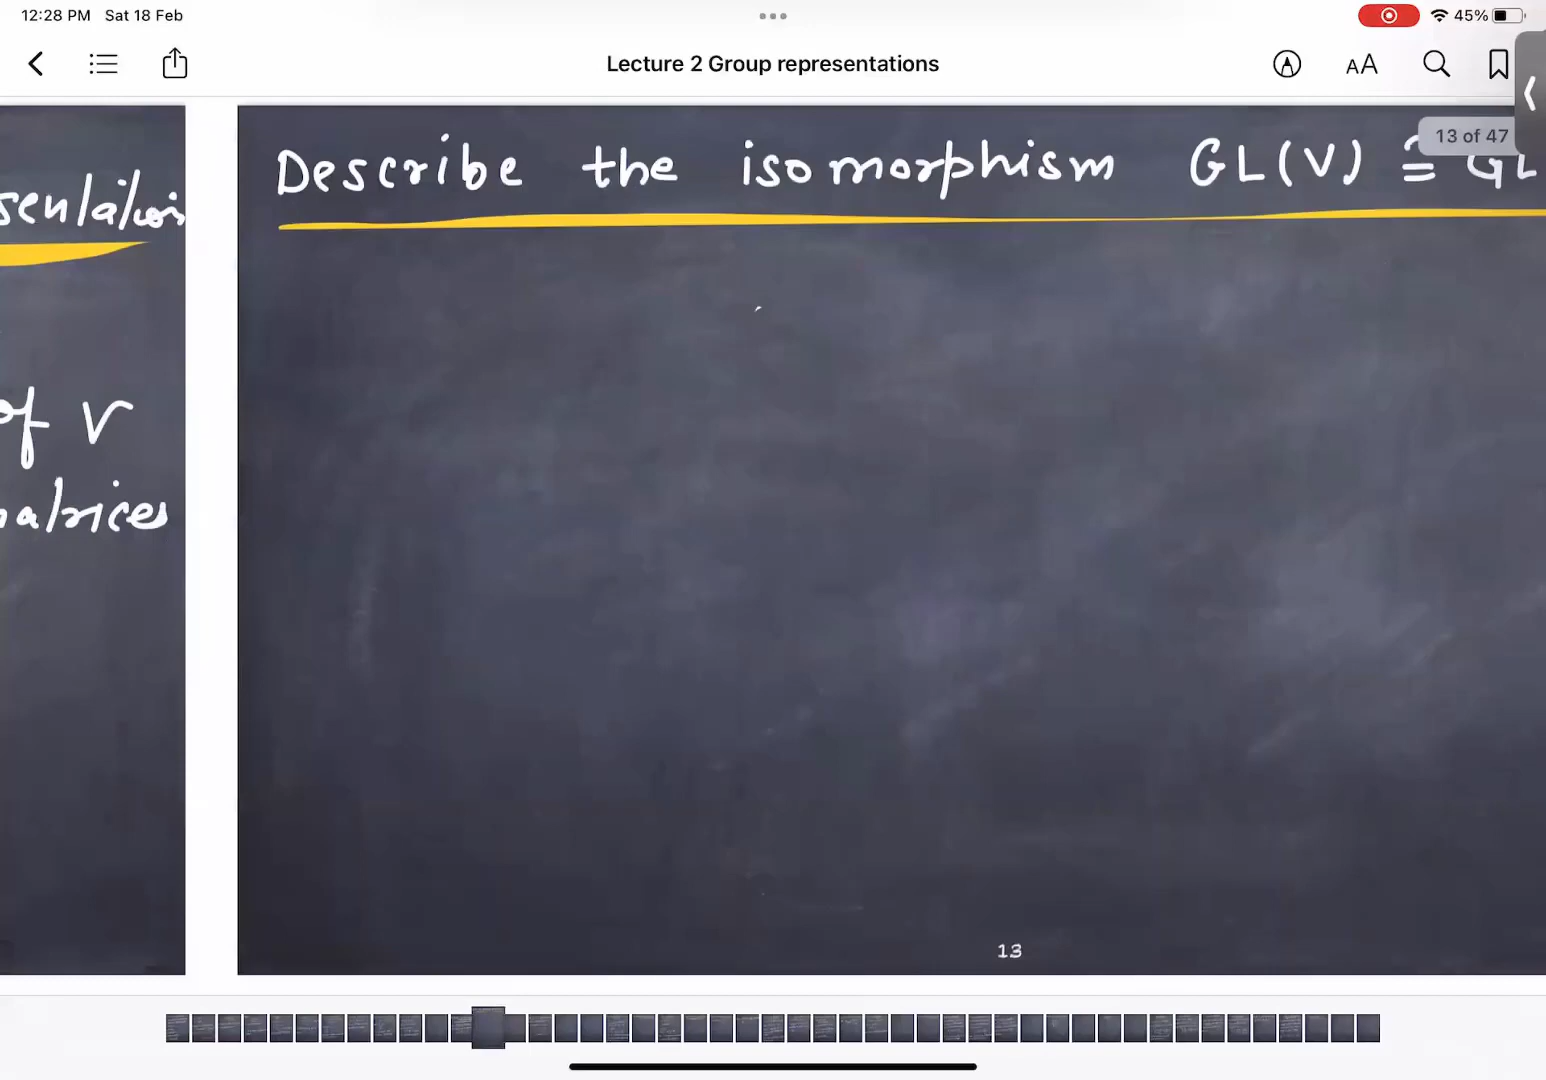 12:28 PM Sat 18 Feb
45%
Lecture 2 Group representations
AA
13 of 47
Describe the isomorphism GL(V) ≅ GL
of V
13